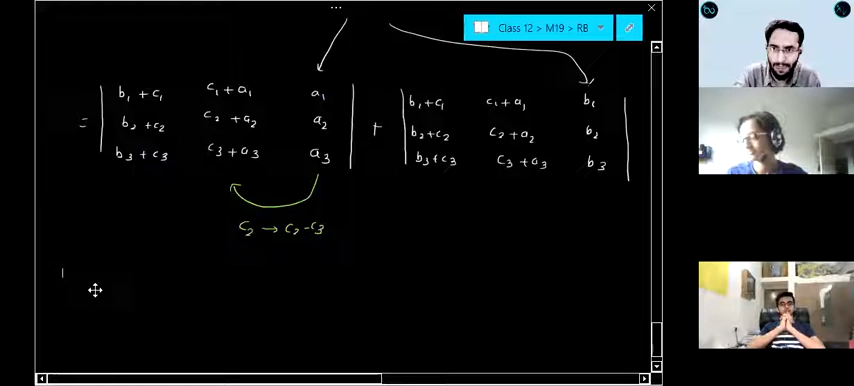 ...
Class 12 > M19 > RB
= | b₁ + c₁ c₁ + a₁ a₁ | + | b₁+c₁ c₁+a₁ b₁ |
| b₂ + c₂ c₂ + a₂ a₂ | | b₂+c₂ c₂+a₂ b₂ |
| b₃ + c₃ c₃ + a₃ a₃ | | b₃+c₃ c₃+a₃ b₃ |
C₂ → C₂-C₃